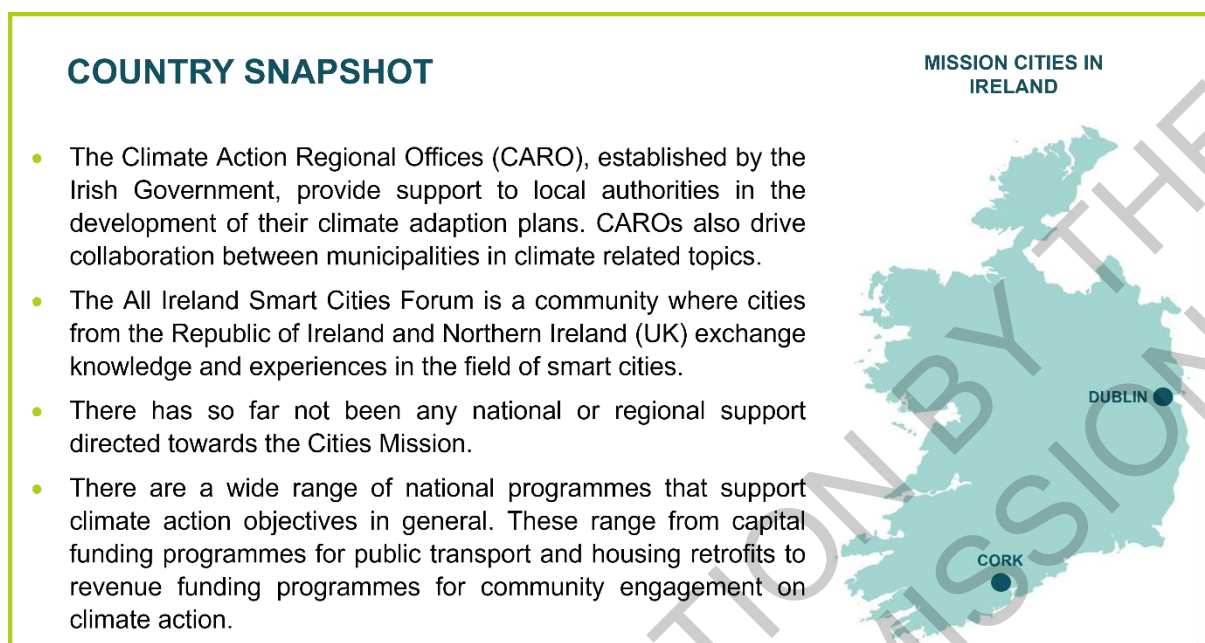 COUNTRY SNAPSHOT
• The Climate Action Regional Offices (CARO), established by the
Irish Government, provide support to local authorities in the
development of their climate adaption plans. CAROs also drive
collaboration between municipalities in climate related topics.
• The All Ireland Smart Cities Forum is a community where cities
from the Republic of Ireland and Northern Ireland (UK) exchange
knowledge and experiences in the field of smart cities.
• There has so far not been any national or regional support
directed towards the Cities Mission.
• There are a wide range of national programmes that support
climate action objectives in general. These range from capital
funding programmes for public transport and housing retrofits to
revenue funding programmes for community engagement on
climate action.
MISSION CITIES IN
IRELAND
DUBLIN
CORK
BY THE